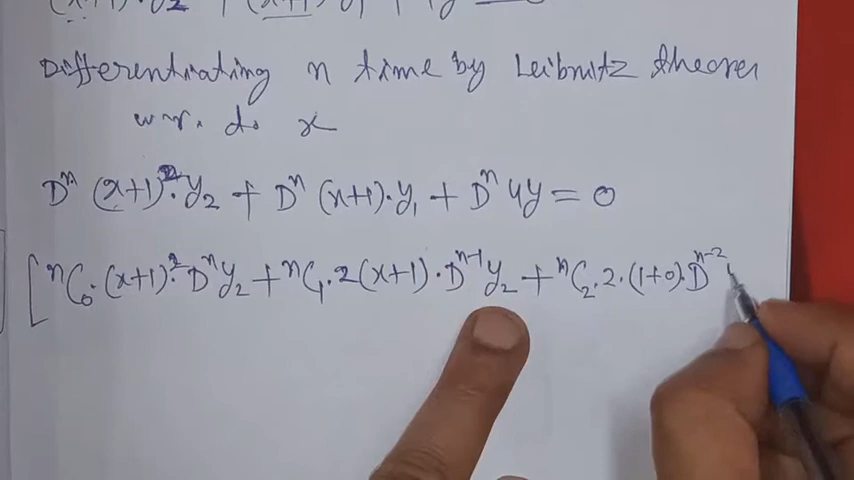 Differentiating n time by Leibnitz theorem
w.r. to x
Dⁿ (x+1)²·y₂ + Dⁿ (x+1)·y₁ + Dⁿ 4y = 0
[ⁿC₀·(x+1)²·Dⁿy₂ + ⁿC₁·2(x+1)·Dⁿ⁻¹y₂ + ⁿC₂·2·(1+0)·Dⁿ⁻²